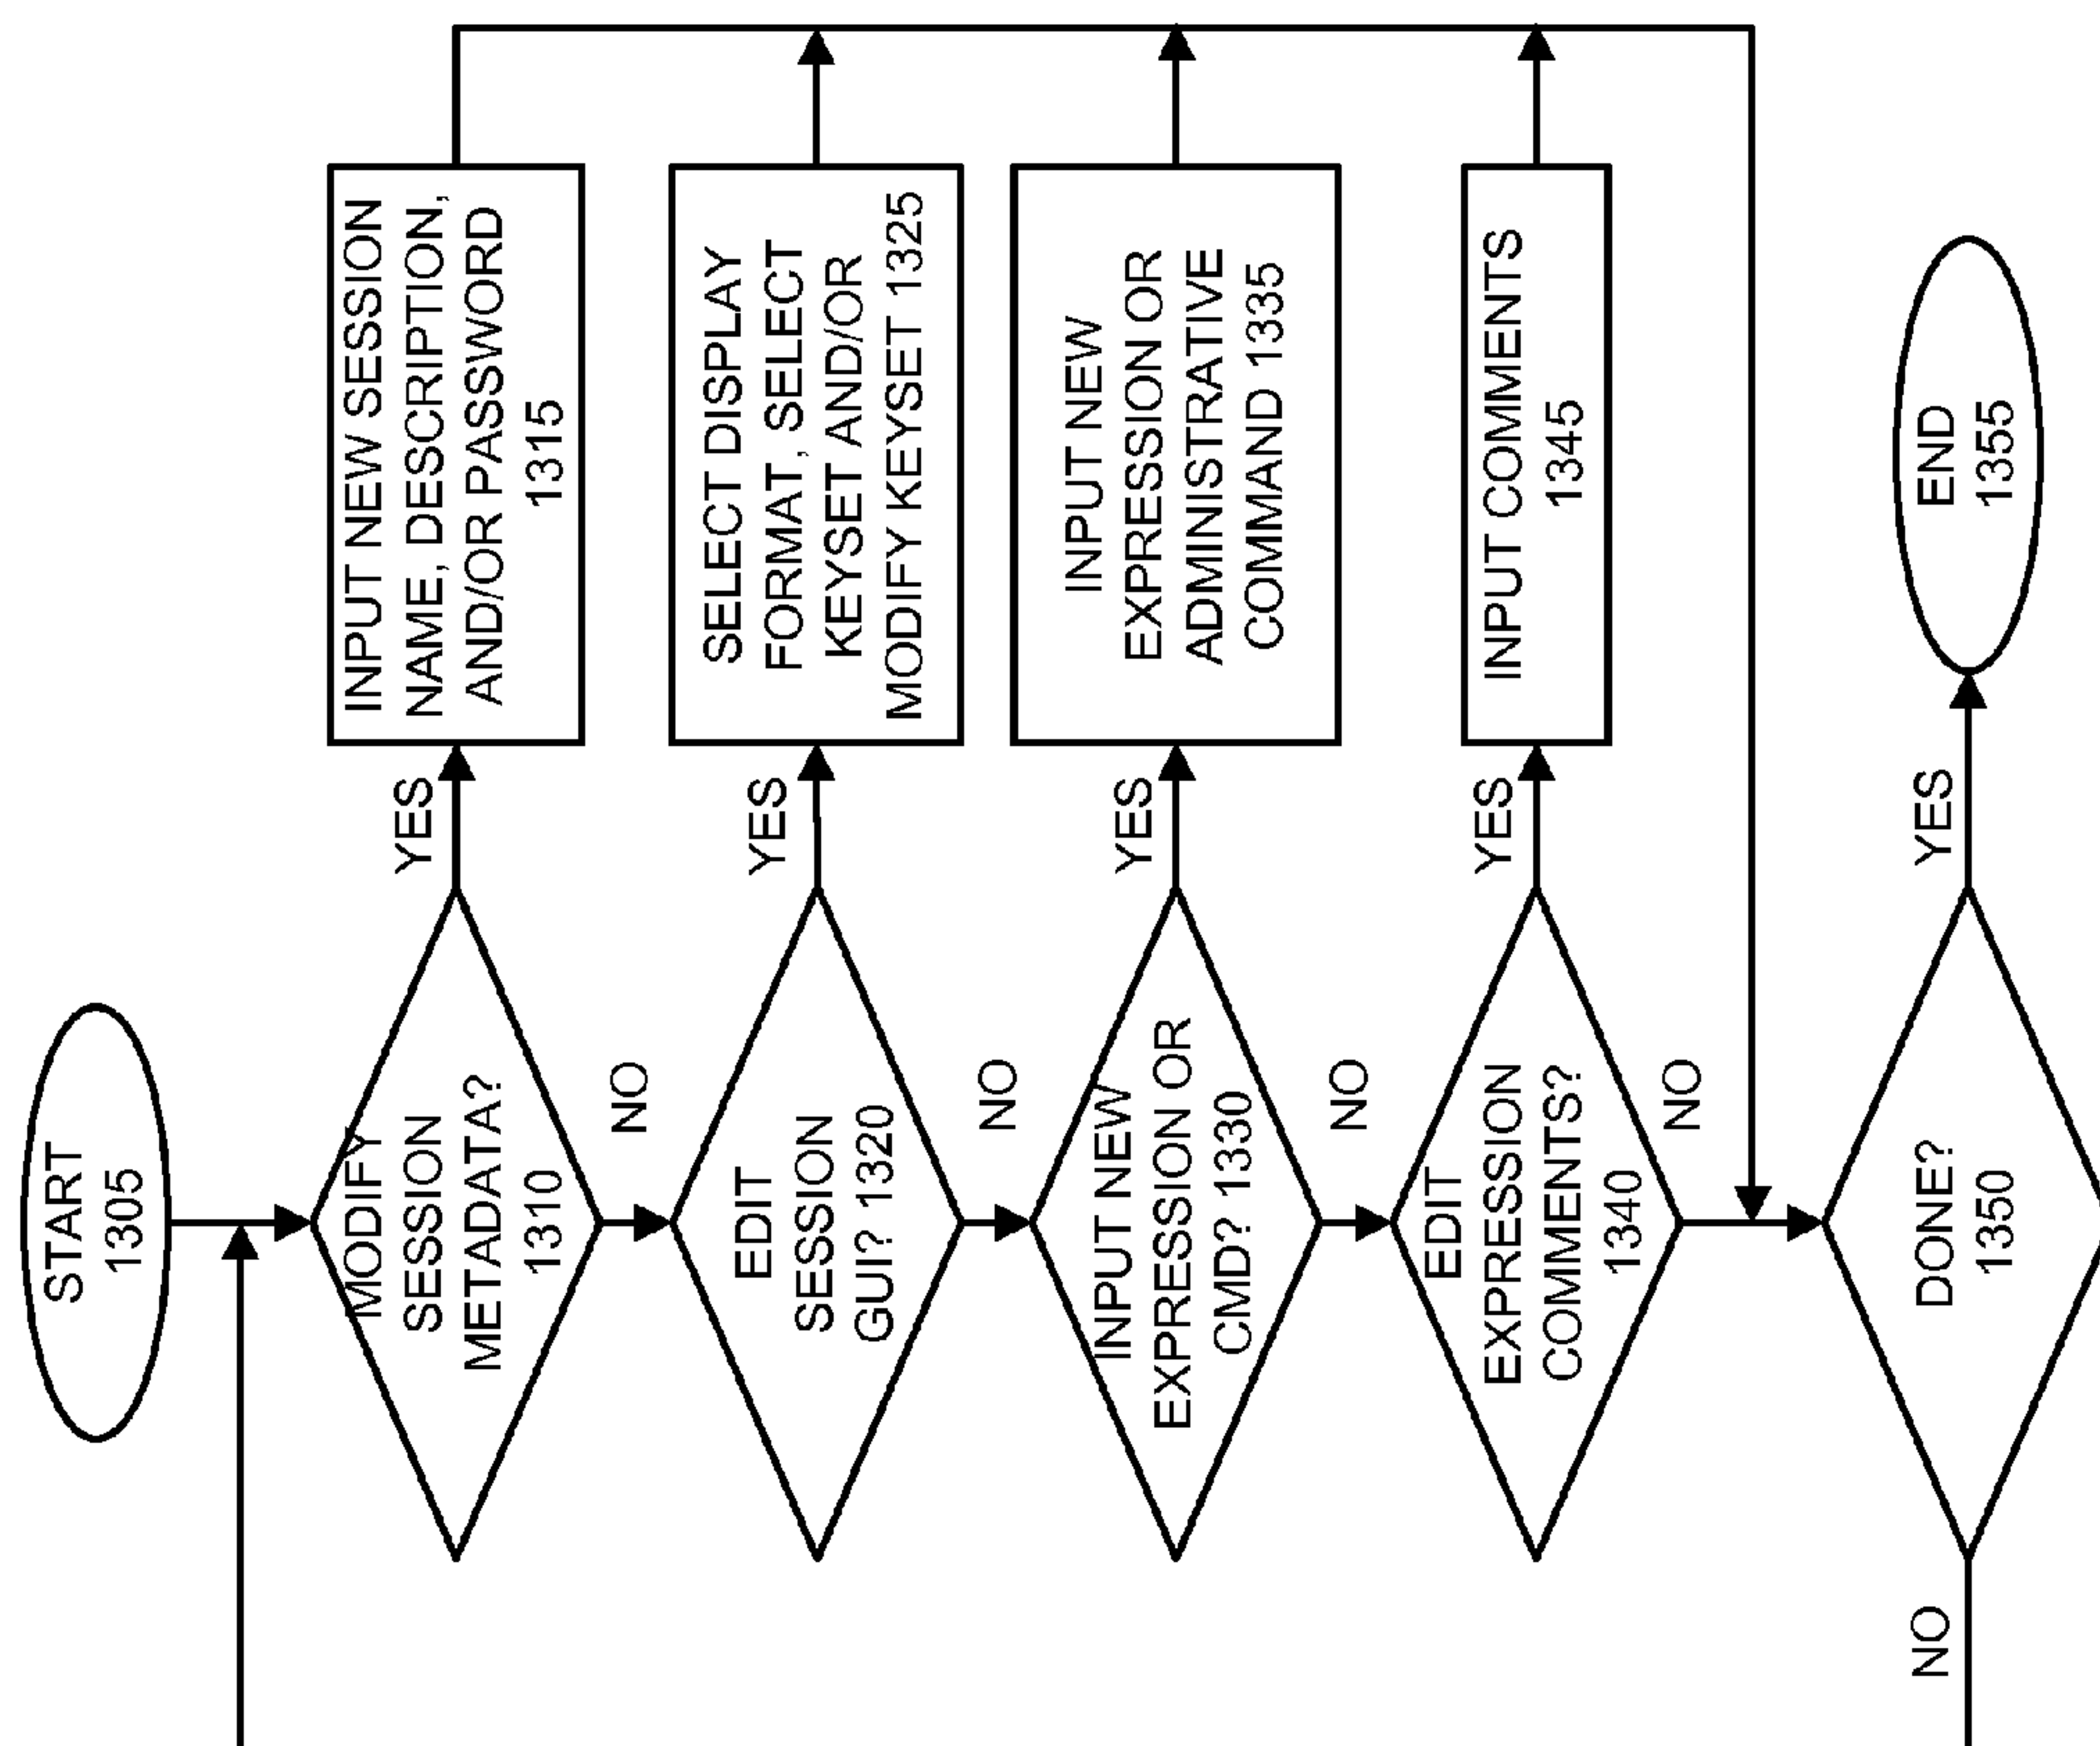 START
1305
MODIFY
SESSION
METADATA?
1310
YES
INPUT NEW SESSION
NAME, DESCRIPTION,
AND/OR PASSWORD
1315
NO
EDIT
SESSION
GUI? 1320
YES
SELECT DISPLAY
FORMAT, SELECT
KEYSET AND/OR
MODIFY KEYSET 1325
NO
INPUT NEW
EXPRESSION OR
CMD? 1330
YES
INPUT NEW
EXPRESSION OR
ADMINISTRATIVE
COMMAND 1335
NO
EDIT
EXPRESSION
COMMENTS?
1340
YES
INPUT COMMENTS
1345
NO
DONE?
1350
YES
END
1355
NO